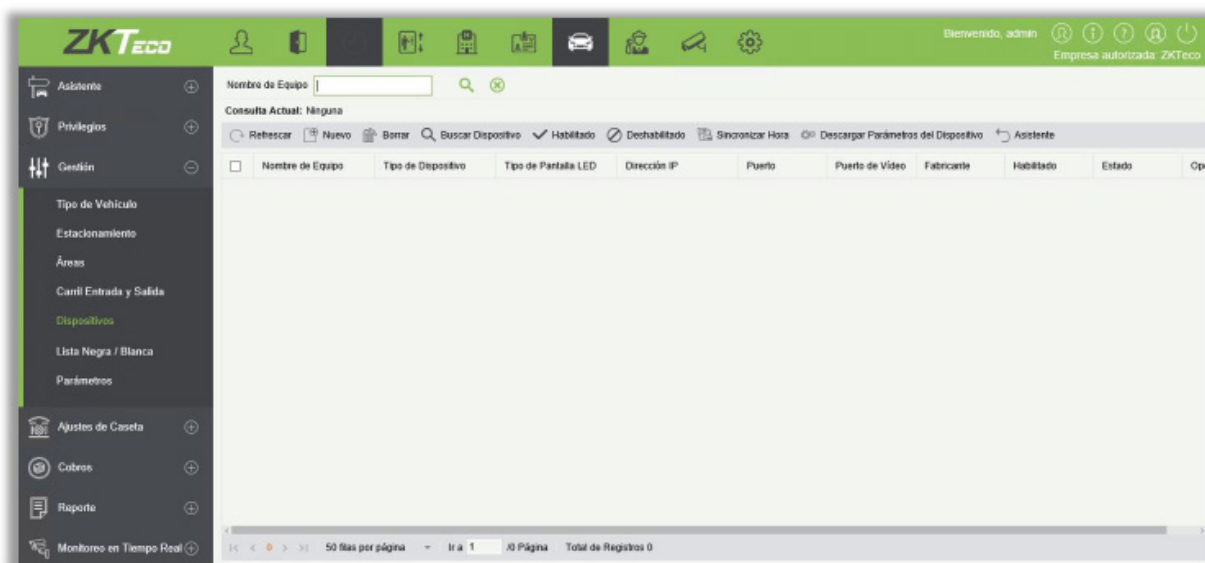 ZKTeco
Bienvenido, admin
Empresa autorizada: ZKTeco
Asistente
Privilegios
Gestión
Tipo de Vehículo
Estacionamiento
Áreas
Carril Entrada y Salida
Dispositivos
Lista Negra / Blanca
Parámetros
Ajustes de Caseta
Cobros
Reporte
Monitoreo en Tiempo Real
Nombre de Equipo
Consulta Actual: Ninguna
Refrescar Nuevo Borrar Buscar Dispositivo Habilitado Deshabilitado Sincronizar Hora Descargar Parámetros del Dispositivo Asistente
Nombre de Equipo Tipo de Dispositivo Tipo de Pantalla LED Dirección IP Puerto Puerto de Vídeo Fabricante Habilitado Estado Ope
|< < 0 > >| 50 filas por página Ir a 1 /0 Página Total de Registros 0